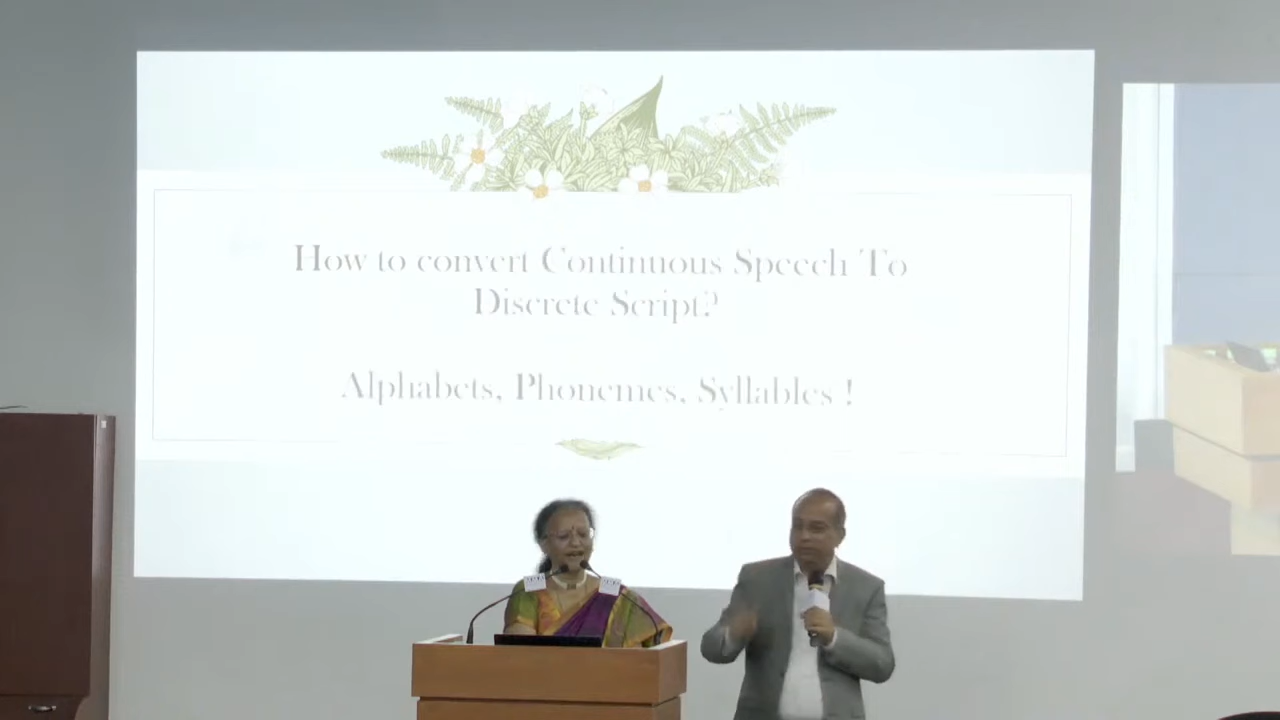 How to convert Continuous Speech To
Discrete Script?
Alphabets, Phonemes, Syllables !